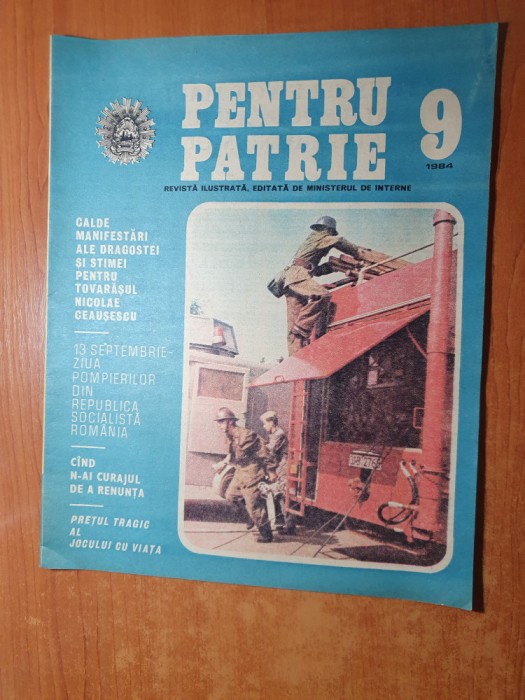 PENTRU
PATRIE
9
1984
REVISTĂ ILUSTRATĂ, EDITATĂ DE MINISTERUL DE INTERNE
CALDE
MANIFESTĂRI
ALE DRAGOSTEI
ȘI STIMEI
PENTRU
TOVARĂȘUL
NICOLAE
CEAUȘESCU
13 SEPTEMBRIE-
ZIUA
POMPIERILOR
DIN
REPUBLICA
SOCIALISTĂ
ROMÂNIA
CÎND
N-AI CURAJUL
DE A RENUNȚA
PREȚUL TRAGIC
AL
JOCULUI CU VIAȚA